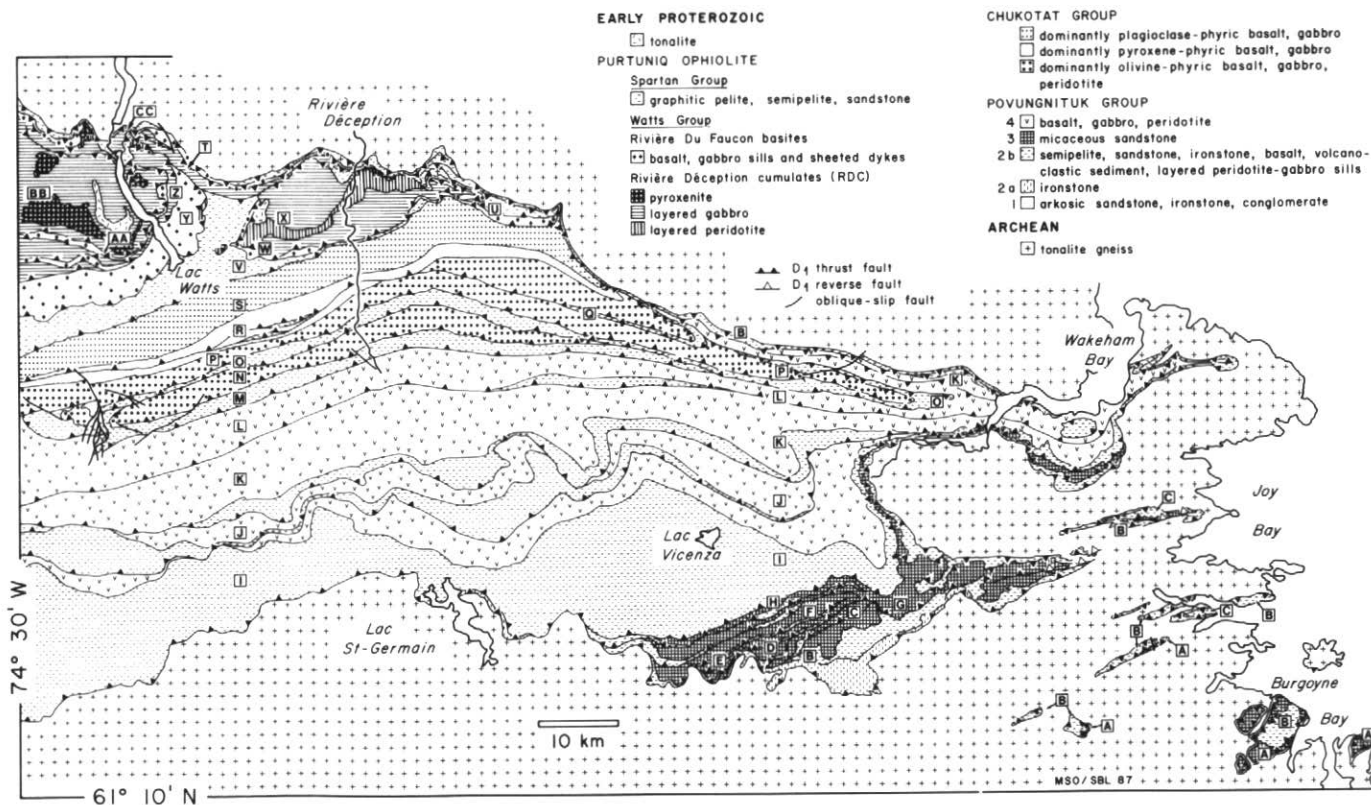 EARLY PROTEROZOIC
tonalite
PURTUNIQ OPHIOLITE
Spartan Group
graphitic pelite, semipelite, sandstone
Watts Group
Rivière Du Faucon basites
basalt, gabbro sills and sheeted dykes
Rivière Déception cumulates (RDC)
pyroxenite
layered gabbro
layered peridotite
CHUKOTAT GROUP
dominantly plagioclase-phyric basalt, gabbro
dominantly pyroxene-phyric basalt, gabbro
dominantly olivine-phyric basalt, gabbro,
peridotite
POVUNGNITUK GROUP
4 v basalt, gabbro, peridotite
3 micaceous sandstone
2b semipelite, sandstone, ironstone, basalt, volcano-
clastic sediment, layered peridotite-gabbro sills
2a ironstone
1 arkosic sandstone, ironstone, conglomerate
ARCHEAN
+ tonalite gneiss
D1 thrust fault
D1 reverse fault
oblique-slip fault
Rivière
Déception
CC
T
BB
Z
Y
X
U
AA
W
Lac
Watts
V
S
R
P
O
N
M
L
K
J
I
Q
B
P
K
O
L
K
J
I
Wakeham
Bay
Joy
Bay
C
B
Lac
Vicenza
H
F
C
G
E
D
B
Lac
St-Germain
C
B
B
A
B
A
Burgoyne
Bay
B
A
A
10 km
MSO/SBL 87
74° 30' W
61° 10' N